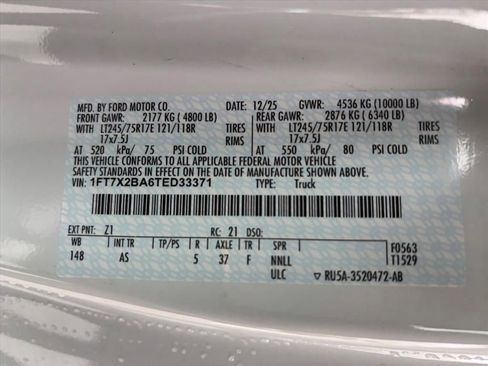 MFD. BY FORD MOTOR CO. 12/25 GVWR: 4536 KG (10000 LB)
FRONT GAWR: 2177 KG ( 4800 LB) REAR GAWR: 2876 KG ( 6340 LB)
WITH LT245/75R17E 121/118R TIRES WITH LT245/75R17E 121/118R TIRES
17x7.5J RIMS 17x7.5J RIMS
AT 520 kPa/ 75 PSI COLD AT 550 kPa/ 80 PSI COLD
THIS VEHICLE CONFORMS TO ALL APPLICABLE FEDERAL MOTOR VEHICLE
SAFETY STANDARDS IN EFFECT ON THE DATE OF MANUFACTURE SHOWN ABOVE.
VIN: 1FT7X2BA6TED33371 TYPE: Truck
EXT PNT: Z1 RC: 21 DSO: F0563
WB INT TR TP/PS R AXLE TR SPR T1529
148 AS 5 37 F NNLL
ULC RU5A-3520472-AB